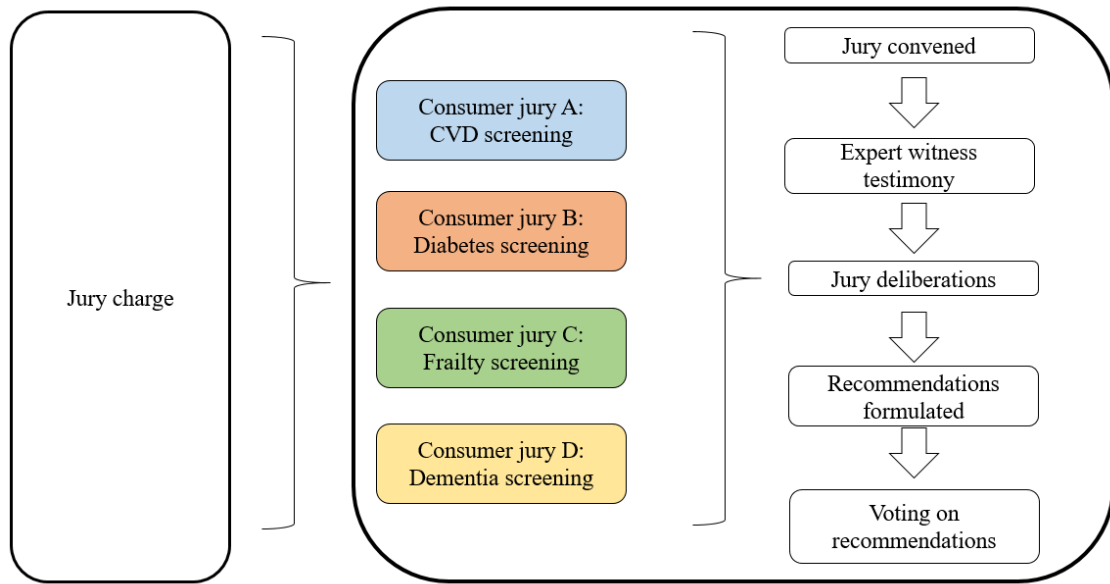 Jury charge
Consumer jury A:
CVD screening
Consumer jury B:
Diabetes screening
Consumer jury C:
Frailty screening
Consumer jury D:
Dementia screening
Jury convened
Expert witness
testimony
Jury deliberations
Recommendations
formulated
Voting on
recommendations